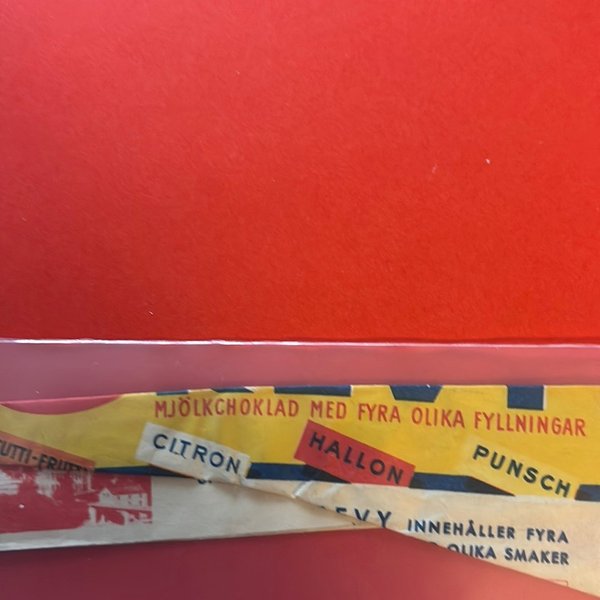 MJÖLKCHOKLAD MED FYRA OLIKA FYLLNINGAR
TUTTI-FRUTTI
CITRON
HALLON
PUNSCH
INNEHÅLLER FYRA
OLIKA SMAKER